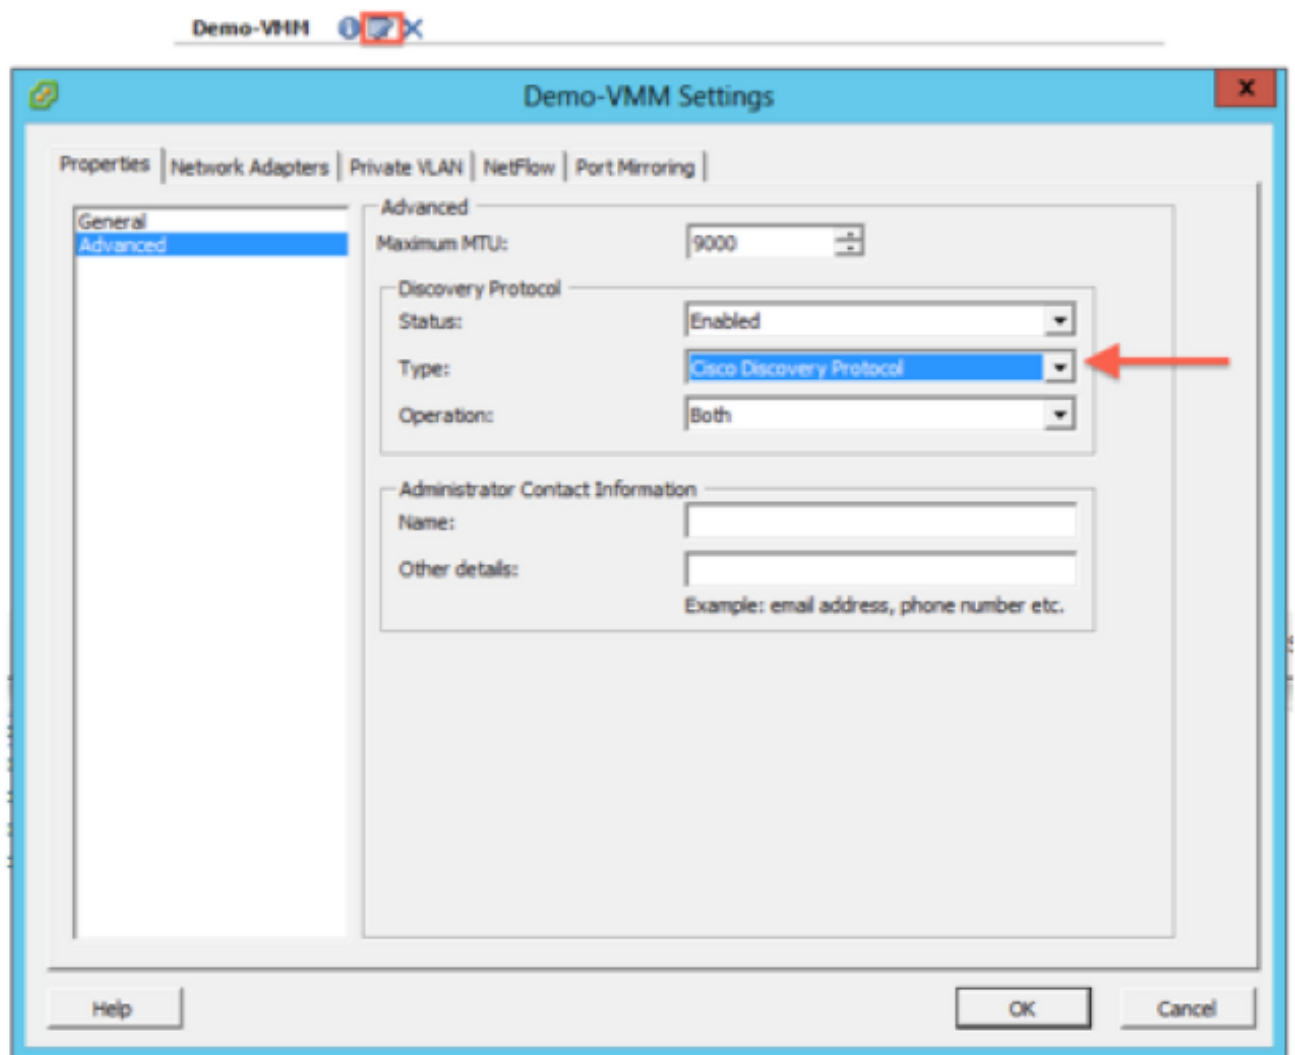 Demo-VMM
Demo-VMM Settings
X
Properties Network Adapters Private VLAN NetFlow Port Mirroring
General
Advanced
Advanced
Maximum MTU: 9000
Discovery Protocol
Status: Enabled
Type: Cisco Discovery Protocol
Operation: Both
Administrator Contact Information
Name:
Other details:
Example: email address, phone number etc.
Help OK Cancel